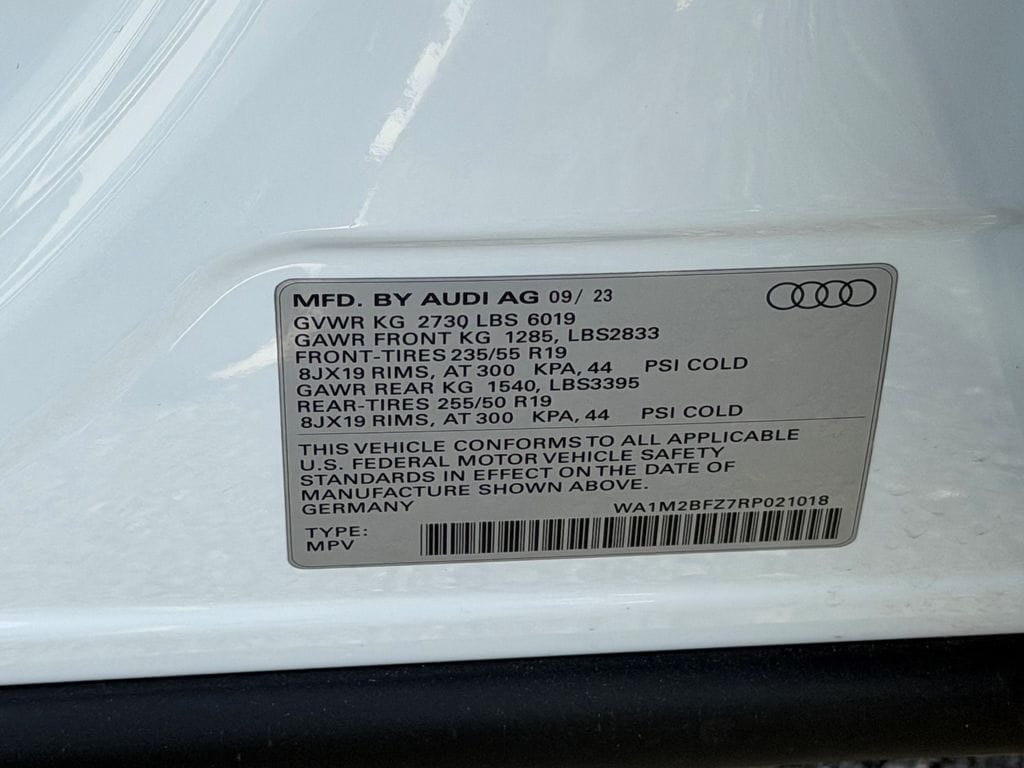 MFD. BY AUDI AG 09/ 23
GVWR KG 2730 LBS 6019
GAWR FRONT KG 1285, LBS2833
FRONT-TIRES 235/55 R19
8JX19 RIMS, AT 300 KPA, 44 PSI COLD
GAWR REAR KG 1540, LBS3395
REAR-TIRES 255/50 R19
8JX19 RIMS, AT 300 KPA, 44 PSI COLD
THIS VEHICLE CONFORMS TO ALL APPLICABLE
U.S. FEDERAL MOTOR VEHICLE SAFETY
STANDARDS IN EFFECT ON THE DATE OF
MANUFACTURE SHOWN ABOVE.
GERMANY WA1M2BFZ7RP021018
TYPE:
MPV